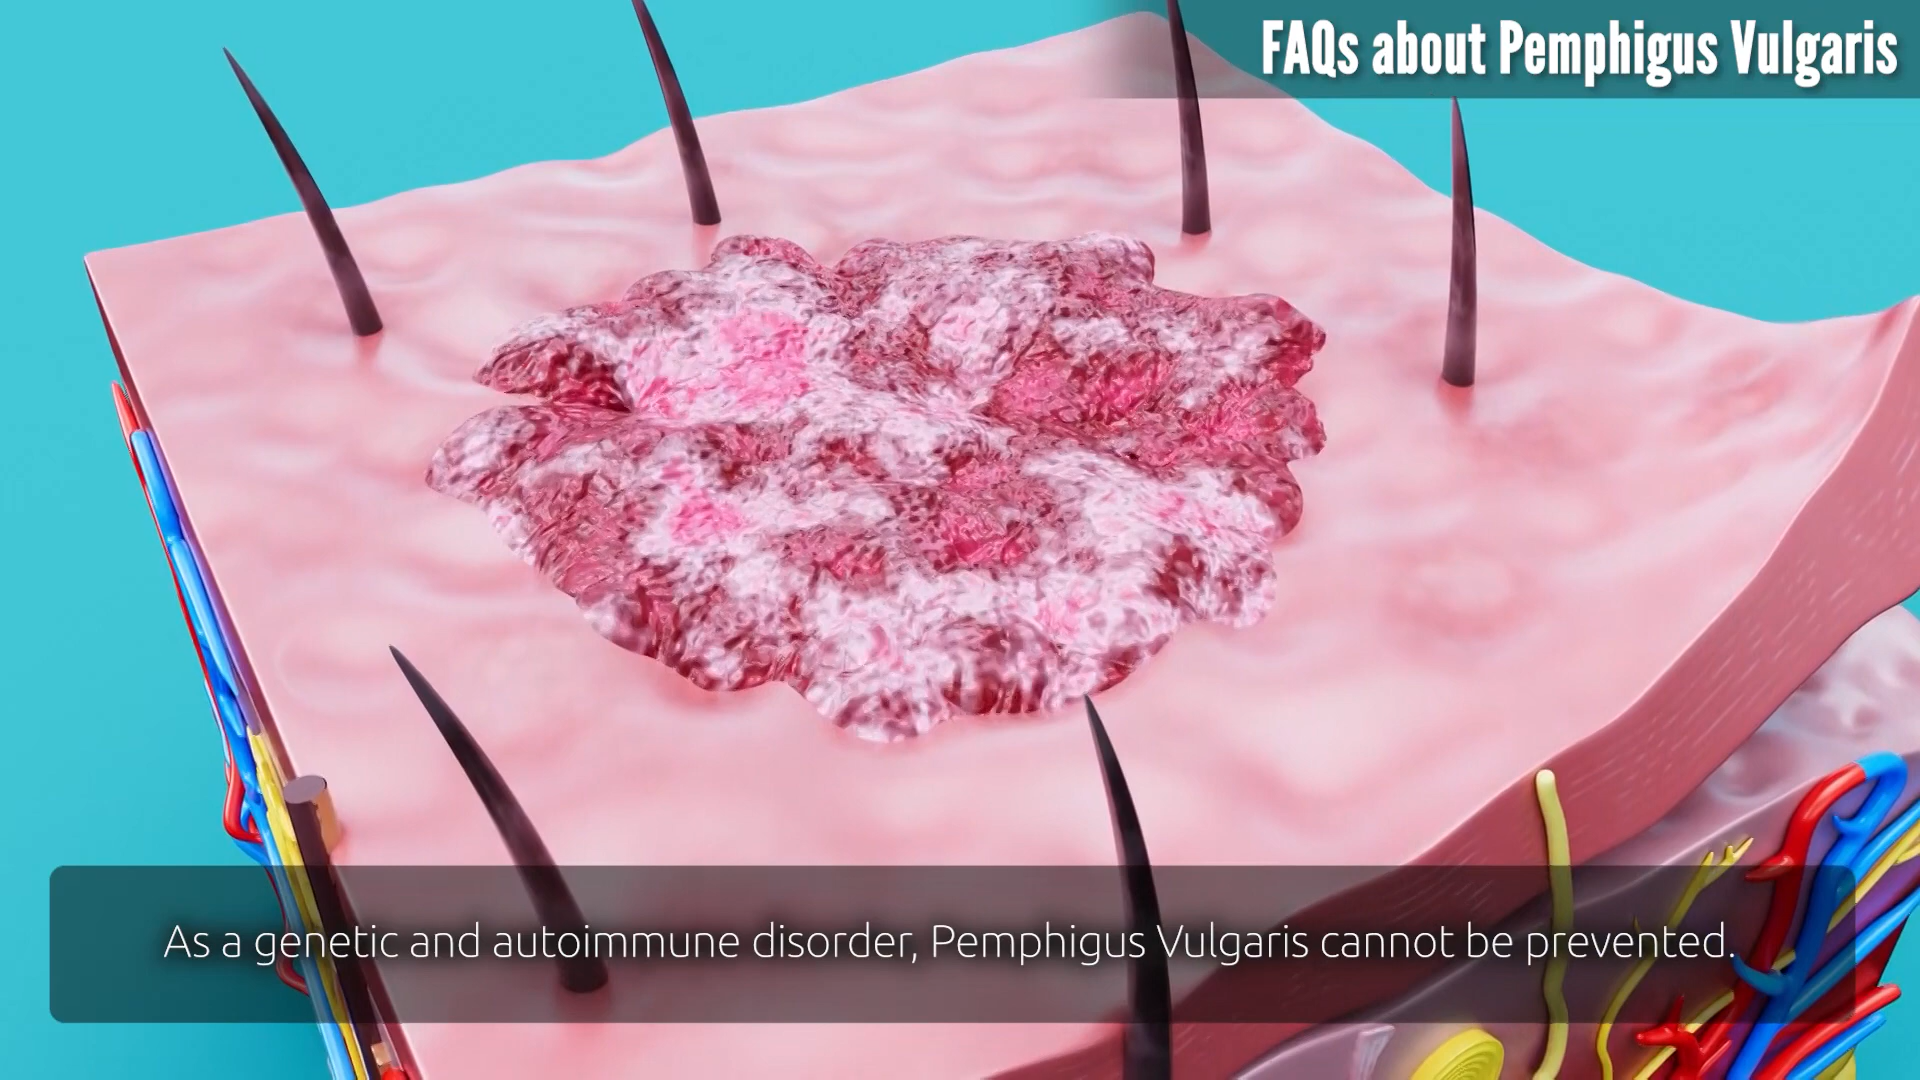 FAQs about Pemphigus Vulgaris
As a genetic and autoimmune disorder, Pemphigus Vulgaris cannot be prevented.